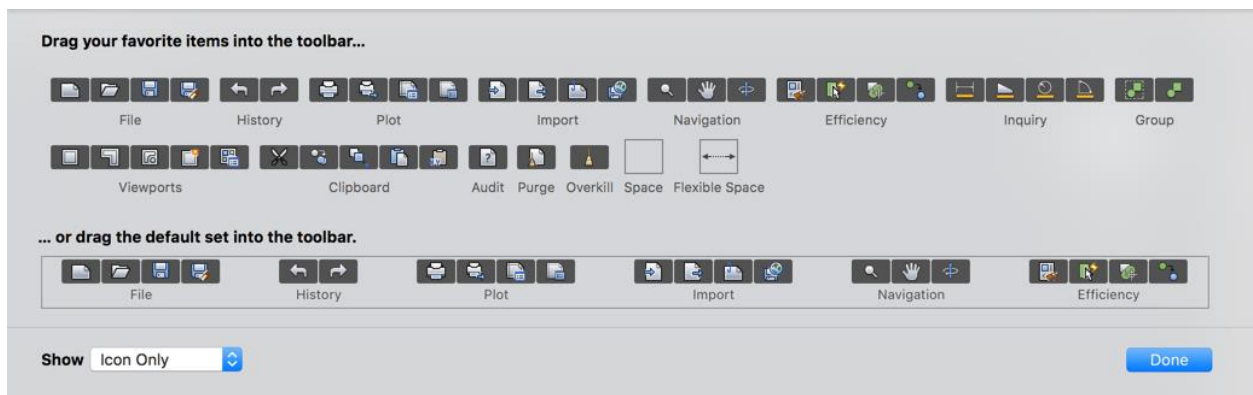 Drag your favorite items into the toolbar...
File History Plot Import Navigation Efficiency Inquiry Group
Viewports Clipboard Audit Purge Overkill Space Flexible Space
... or drag the default set into the toolbar.
File History Plot Import Navigation Efficiency
Show Icon Only Done